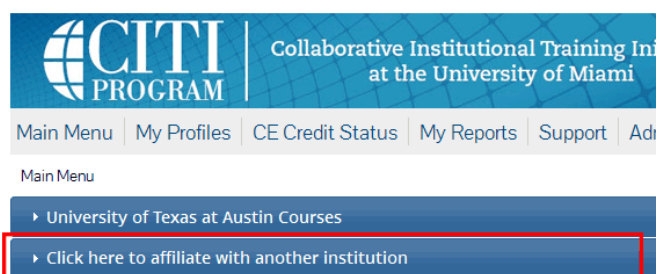 CITI
PROGRAM
Collaborative Institutional Training
at the University of Miami
Main Menu My Profiles CE Credit Status My Reports Support
Main Menu
University of Texas at Austin Courses
Click here to affiliate with another institution